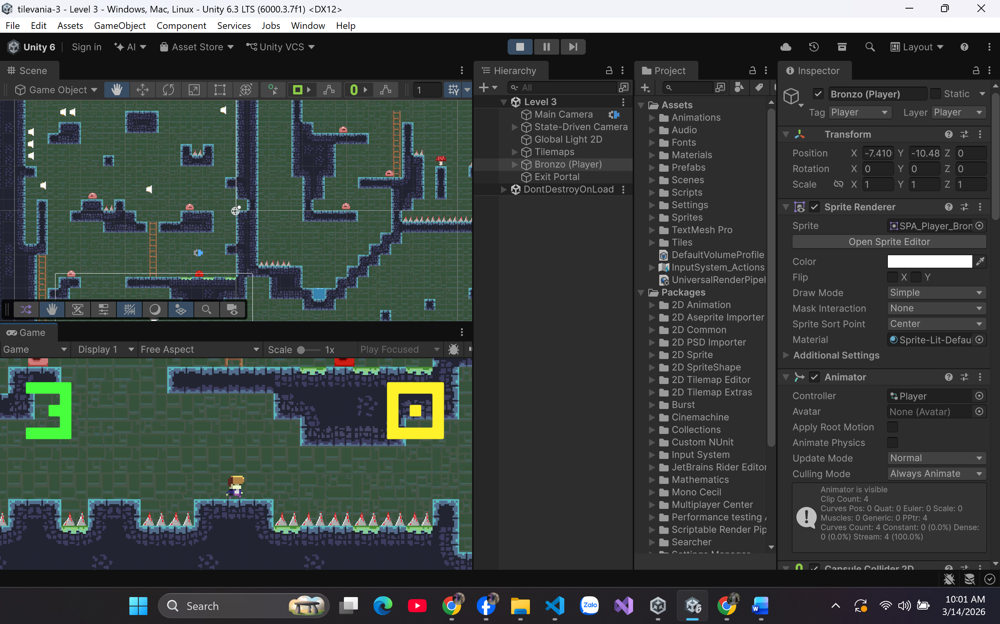 tilevania-3 - Level 3 - Windows, Mac, Linux - Unity 6.3 LTS (6000.3.7f1) <DX12>
File Edit Assets GameObject Component Services Jobs Window Help
Unity 6 Sign in AI Asset Store Unity VCS Layout
Scene
Game Object 1
Game
Game Display 1 Free Aspect Scale 1x Play Focused
3 0
Hierarchy
All
Level 3
Main Camera
State-Driven Camera
Global Light 2D
Tilemaps
Bronzo (Player)
Exit Portal
DontDestroyOnLoad
Project
Assets
Animations
Audio
Fonts
Materials
Prefabs
Scenes
Scripts
Settings
Sprites
TextMesh Pro
Tiles
DefaultVolumeProfile
InputSystem_Actions
UniversalRenderPipel
Packages
2D Animation
2D Aseprite Importer
2D Common
2D PSD Importer
2D Sprite
2D SpriteShape
2D Tilemap Editor
2D Tilemap Extras
Burst
Cinemachine
Collections
Custom NUnit
Input System
JetBrains Rider Editor
Mathematics
Mono Cecil
Multiplayer Center
Performance testing
Scriptable Render Pip
Searcher
Settings Manager
Inspector
Bronzo (Player) Static
Tag Player Layer Player
Transform
Position X -7.410 Y -10.48 Z 0
Rotation X 0 Y 0 Z 0
Scale X 1 Y 1 Z 1
Sprite Renderer
Sprite SPA_Player_Bron
Open Sprite Editor
Color
Flip X Y
Draw Mode Simple
Mask Interaction None
Sprite Sort Point Center
Material Sprite-Lit-Defau
Additional Settings
Animator
Controller Player
Avatar None (Avatar)
Apply Root Motion
Animate Physics
Update Mode Normal
Culling Mode Always Animate
Animator is visible
Clip Count: 4
Curves Pos: 0 Quat: 0 Euler: 0 Scale: 0
Muscles: 0 Generic: 0 PPtr: 4
Curves Count: 4 Constant: 0 (0.0%) Dense:
0 (0.0%) Stream: 4 (100.0%)
Capsule Collider 2D
Search
Zalo
10:01 AM
3/14/2026